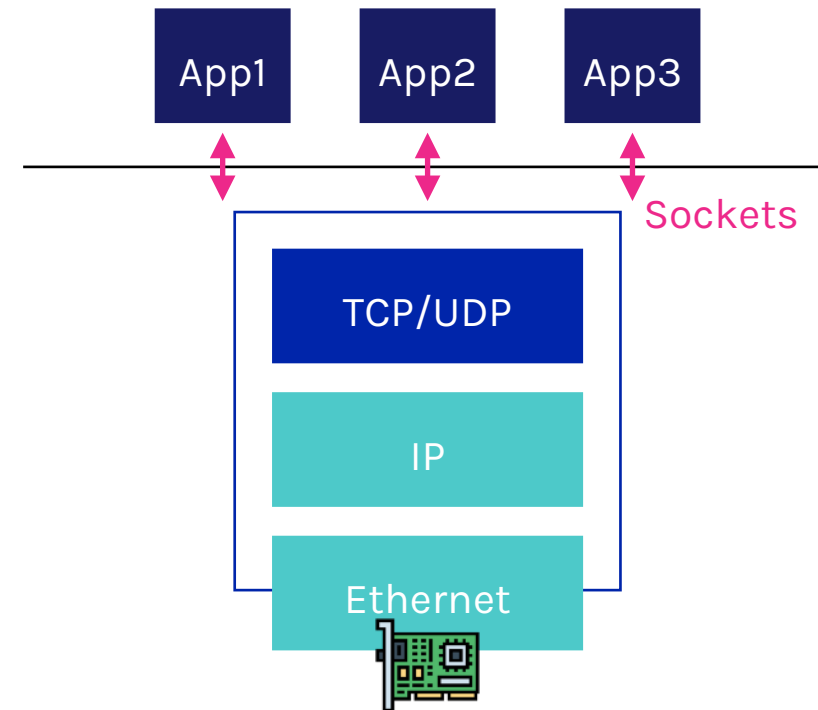 App1
App2
App3
Sockets
TCP/UDP
IP
Ethernet